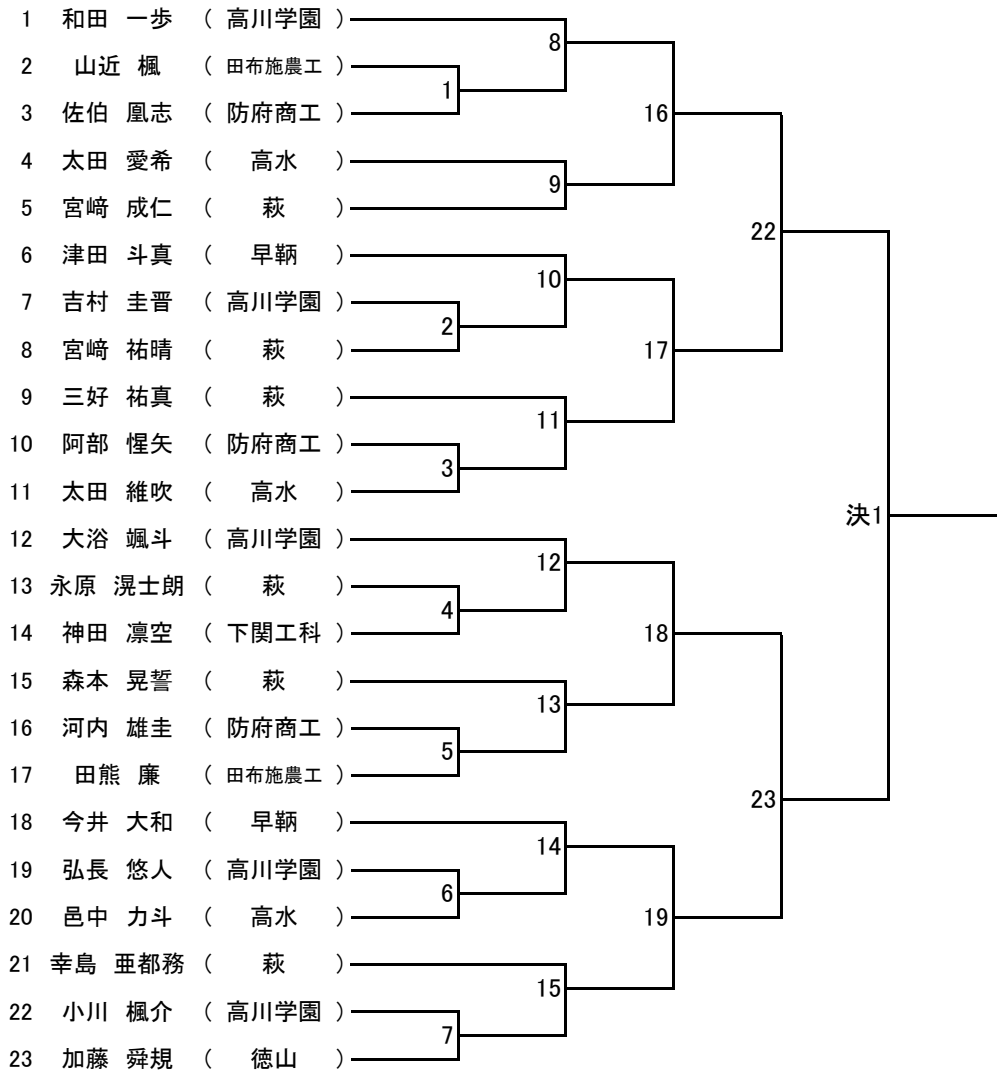 1 和田 一歩 ( 高川学園 )
8
2 山近 楓 ( 田布施農工 )
1
3 佐伯 凰志 ( 防府商工 )
16
4 太田 愛希 ( 高水 )
9
5 宮﨑 成仁 ( 萩 )
22
6 津田 斗真 ( 早鞆 )
10
7 吉村 圭晋 ( 高川学園 )
2
8 宮﨑 祐晴 ( 萩 )
17
9 三好 祐真 ( 萩 )
11
10 阿部 惺矢 ( 防府商工 )
3
11 太田 維吹 ( 高水 )
決1
12 大浴 颯斗 ( 高川学園 )
12
13 永原 滉士朗 ( 萩 )
4
14 神田 凛空 ( 下関工科 )
18
15 森本 晃誓 ( 萩 )
13
16 河内 雄圭 ( 防府商工 )
5
17 田熊 廉 ( 田布施農工 )
23
18 今井 大和 ( 早鞆 )
14
19 弘長 悠人 ( 高川学園 )
6
20 邑中 力斗 ( 高水 )
19
21 幸島 亜都務 ( 萩 )
15
22 小川 楓介 ( 高川学園 )
7
23 加藤 舜規 ( 徳山 )